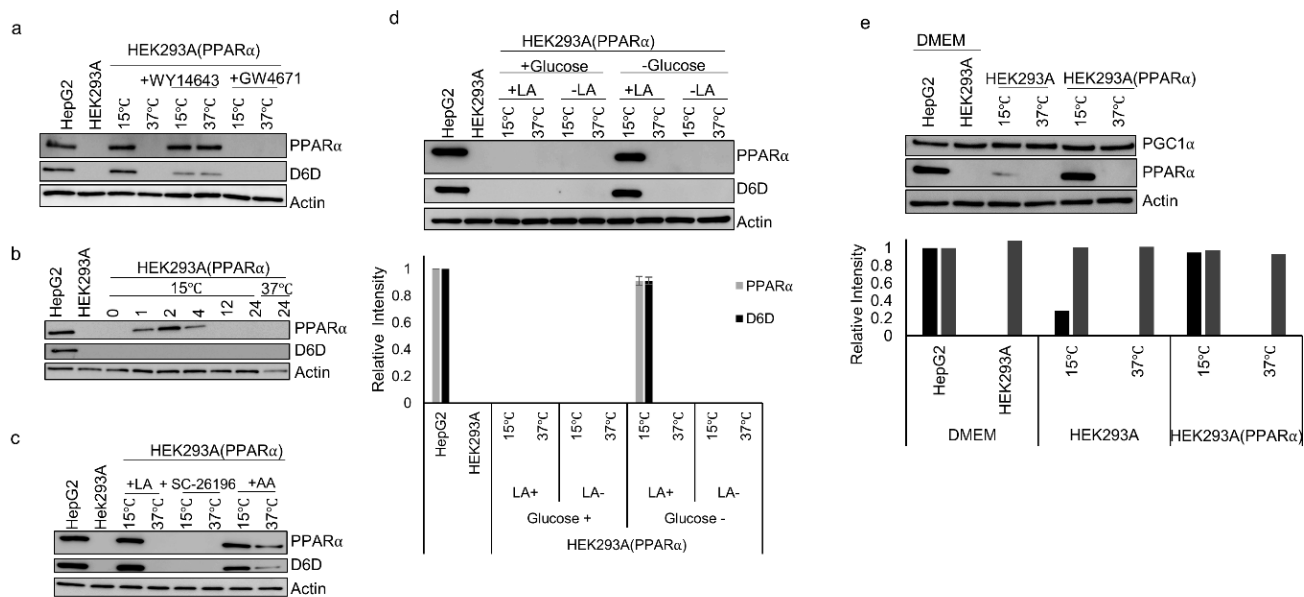 a
HEK293A(PPARα)
+WY14643 +GW4671
HepG2 HEK293A 15℃ 37℃ 15℃ 37℃ 15℃ 37℃
PPARα
D6D
Actin
b
HEK293A(PPARα)
15℃ 37℃
HepG2 HEK293A 0 1 2 4 12 24 24
PPARα
D6D
Actin
c
HEK293A(PPARα)
+LA + SC-26196 +AA
HepG2 Hek293A 15℃ 37℃ 15℃ 37℃ 15℃ 37℃
PPARα
D6D
Actin
d
HEK293A(PPARα)
+Glucose -Glucose
+LA -LA +LA -LA
HepG2 HEK293A 15℃ 37℃ 15℃ 37℃ 15℃ 37℃ 15℃ 37℃
PPARα
D6D
Actin
Relative Intensity
1
0.8
0.6
0.4
0.2
0
PPARα
D6D
HepG2 HEK293A 15℃ 37℃ 15℃ 37℃ 15℃ 37℃ 15℃ 37℃
LA+ LA- LA+ LA-
Glucose + Glucose -
HEK293A(PPARα)
e
DMEM
HEK293A HEK293A(PPARα)
HepG2 HEK293A 15℃ 37℃ 15℃ 37℃
PGC1α
PPARα
Actin
Relative Intensity
1
0.8
0.6
0.4
0.2
0
HepG2 HEK293A 15℃ 37℃ 15℃ 37℃
DMEM HEK293A HEK293A(PPARα)